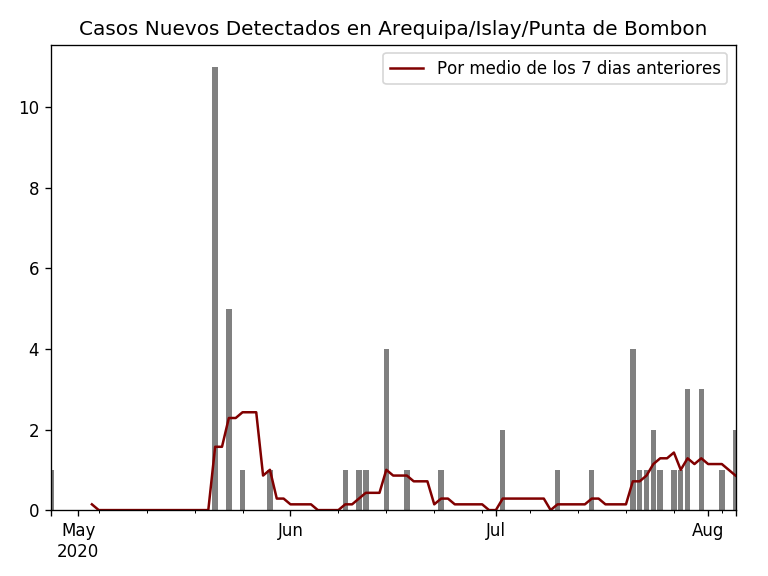 Casos Nuevos Detectados en Arequipa/Islay/Punta de Bombon
Por medio de los 7 dias anteriores
10
8
6
4
2
0
May Jun Jul Aug
2020